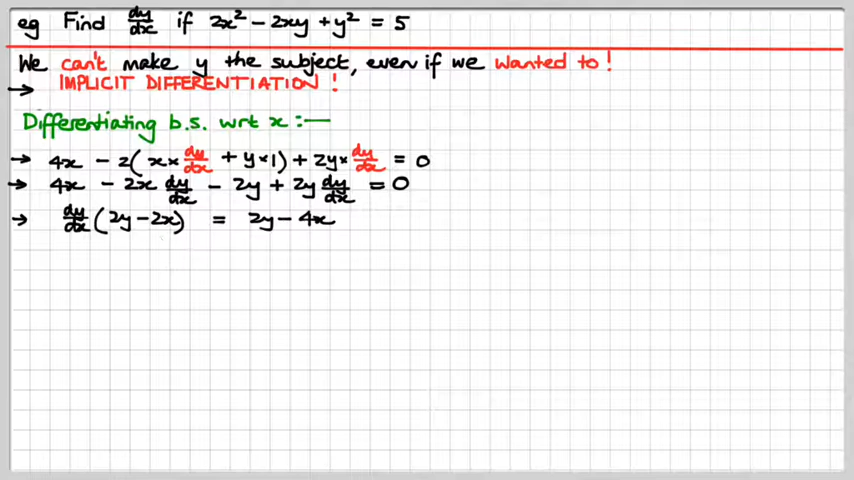 eg Find dy/dx if 2x² - 2xy + y² = 5
We can't make y the subject, even if we wanted to!
→ IMPLICIT DIFFERENTIATION!
Differentiating b.s. wrt x :—
→ 4x - 2(x × dy/dx + y × 1) + 2y × dy/dx = 0
→ 4x - 2x dy/dx - 2y + 2y dy/dx = 0
→ dy/dx (2y - 2x) = 2y - 4x